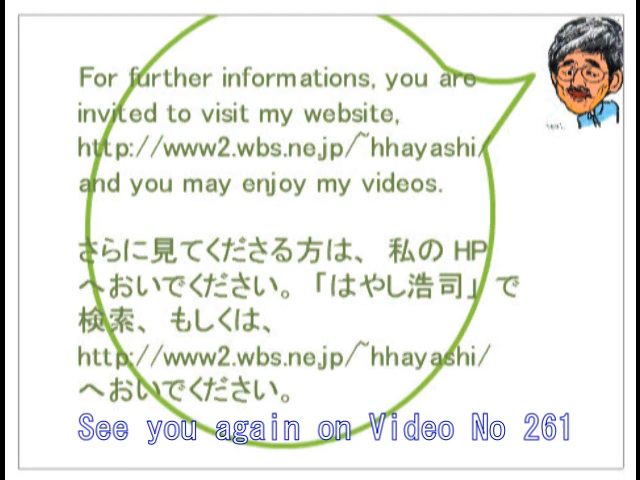 For further informations, you are
invited to visit my website,
http://www2.wbs.ne.jp/~hhayashi/
and you may enjoy my videos.
さらに見てくださる方は、 私の HP
へおいでください。「はやし浩司」で
検索、 もしくは、
http://www2.wbs.ne.jp/~hhayashi/
へおいでください。
See you again on Video No 261